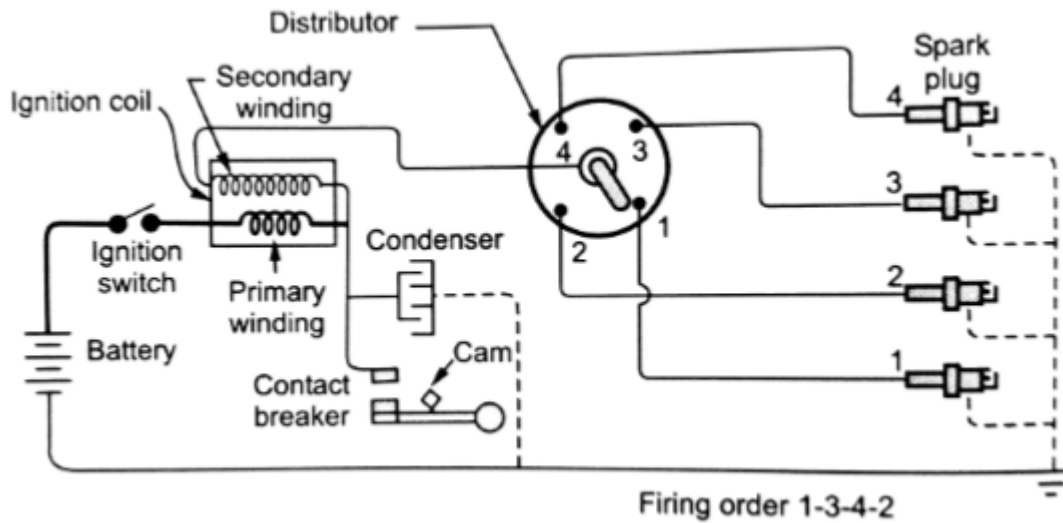 Distributor
Spark
plug
Secondary
winding
Ignition coil
4
3
4
3
1
2
2
1
Ignition
switch
Condenser
Primary
winding
Battery
Cam
Contact
breaker
Firing order 1-3-4-2